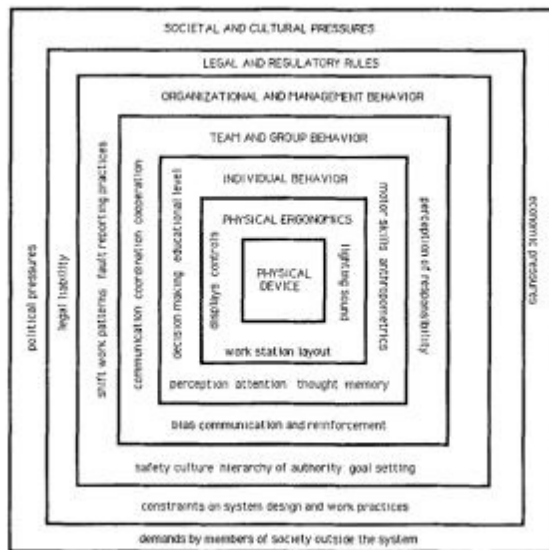 SOCIETAL AND CULTURAL PRESSURES
LEGAL AND REGULATORY RULES
ORGANIZATIONAL AND MANAGEMENT BEHAVIOR
TEAM AND GROUP BEHAVIOR
INDIVIDUAL BEHAVIOR
PHYSICAL ERGONOMICS
PHYSICAL
DEVICE
political pressures
legal liability
shift work patterns fault reporting practices
communication coordination cooperation
decision making educational level
displays controls
lighting sound
motor skills anthropometrics
perception of responsibility
economic pressures
work station layout
perception attention thought memory
bias communication and reinforcement
safety culture hierarchy of authority goal setting
constraints on system design and work practices
demands by members of society outside the system